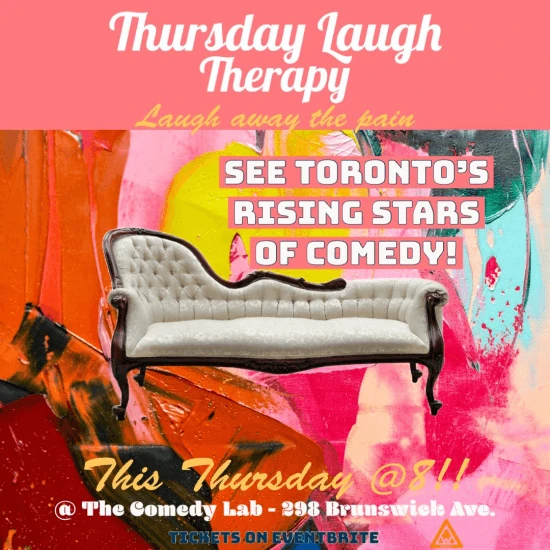 Thursday Laugh
Therapy
Laugh away the pain
SEE TORONTO'S
RISING STARS
OF COMEDY!
This Thursday @8!!
@ The Comedy Lab - 298 Brunswick Ave.
TICKETS ON EVENTBRITE